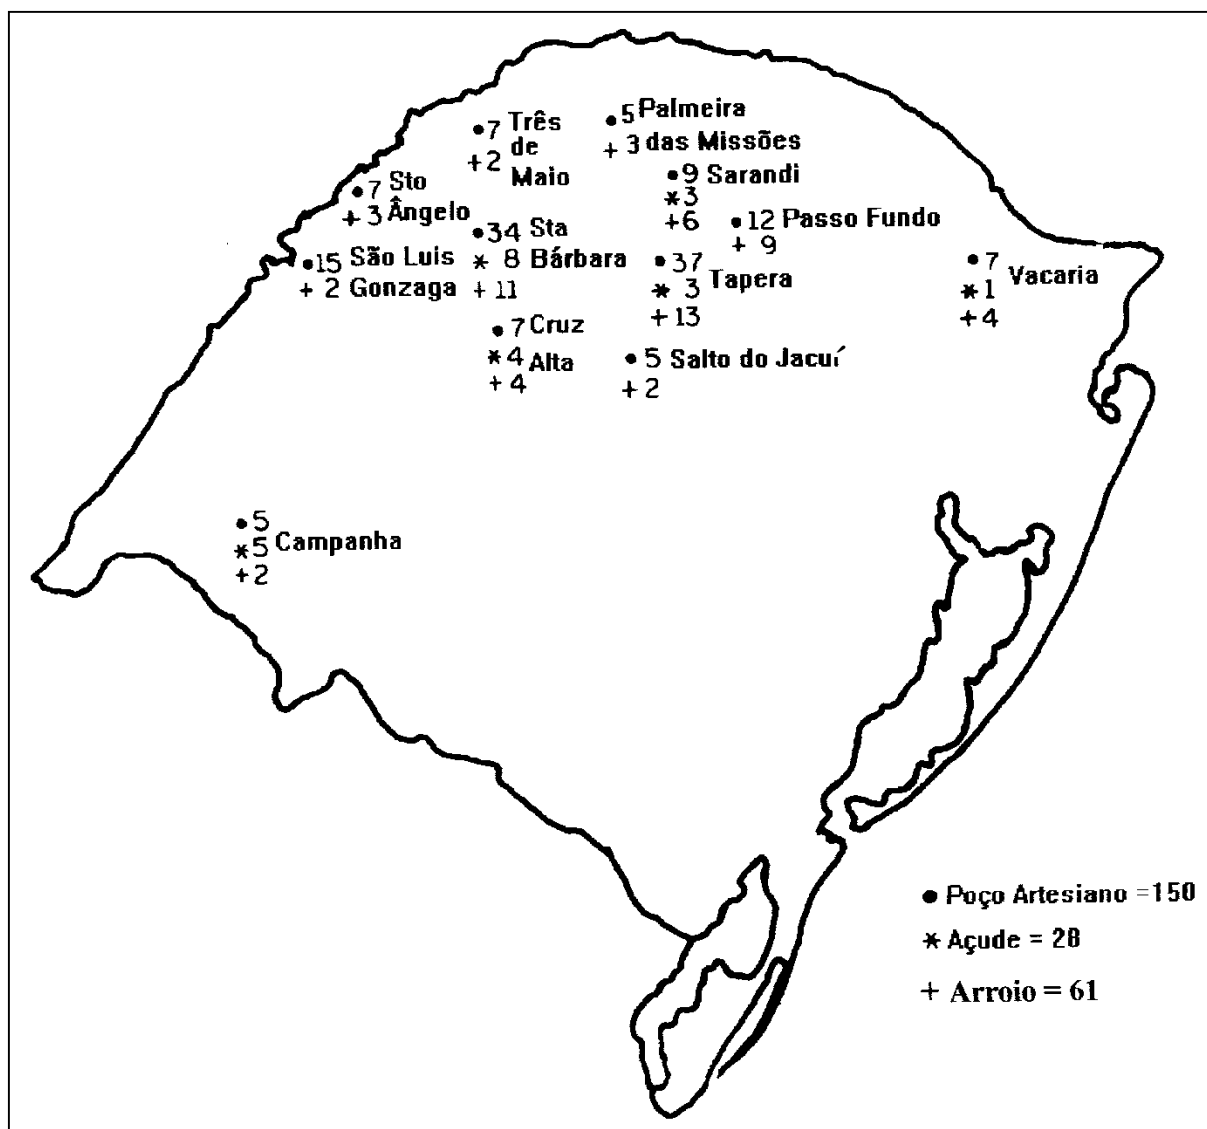 •7 Três
+2 de
Maio
•5 Palmeira
+ 3 das Missões
•9 Sarandi
*3
+6
•7 Sto
+ 3 Ângelo
•34 Sta
* 8 Bárbara
+ 11
•12 Passo Fundo
+ 9
•15 São Luis
+ 2 Gonzaga
•37
* 3 Tapera
+ 13
•7
*1 Vacaria
+4
•7 Cruz
*4 Alta
+ 4
•5 Salto do Jacuí
+2
•5
*5 Campanha
+2
• Poço Artesiano =150
* Açude = 28
+ Arroio = 61